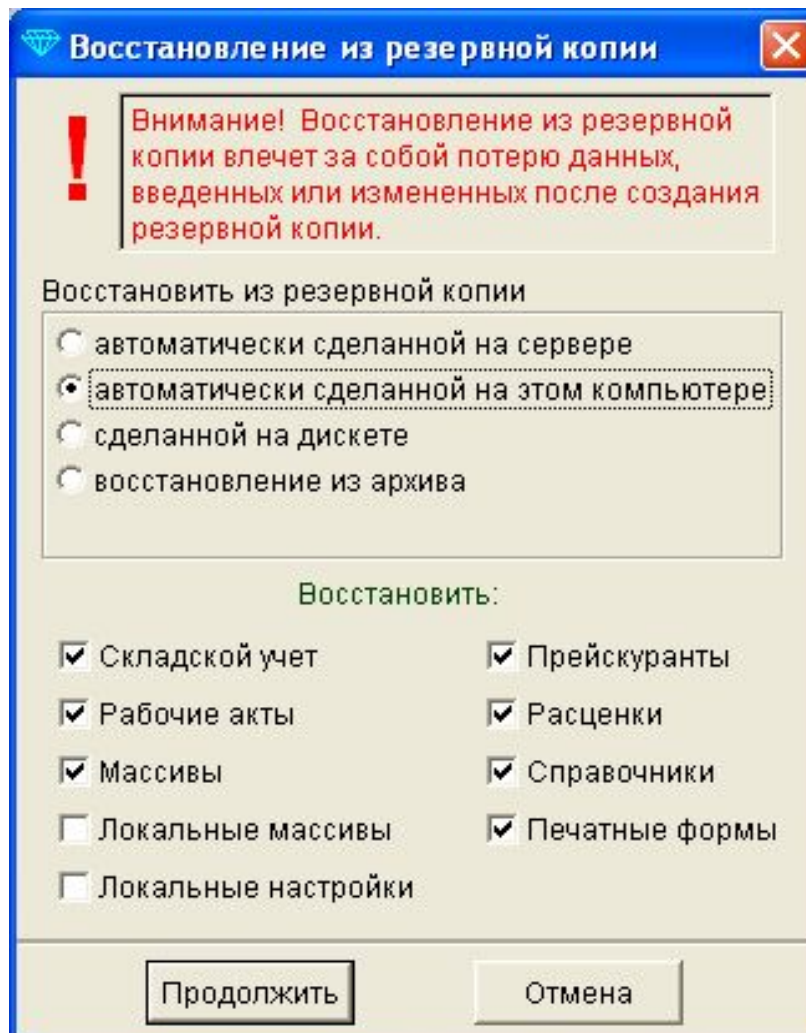 Восстановление из резервной копии
!
Внимание! Восстановление из резервной
копии влечет за собой потерю данных,
введенных или измененных после создания
резервной копии.
Восстановить из резервной копии
автоматически сделанной на сервере
автоматически сделанной на этом компьютере
сделанной на дискете
восстановление из архива
Восстановить:
Складской учет
Прейскуранты
Рабочие акты
Расценки
Массивы
Справочники
Локальные массивы
Печатные формы
Локальные настройки
Продолжить
Отмена